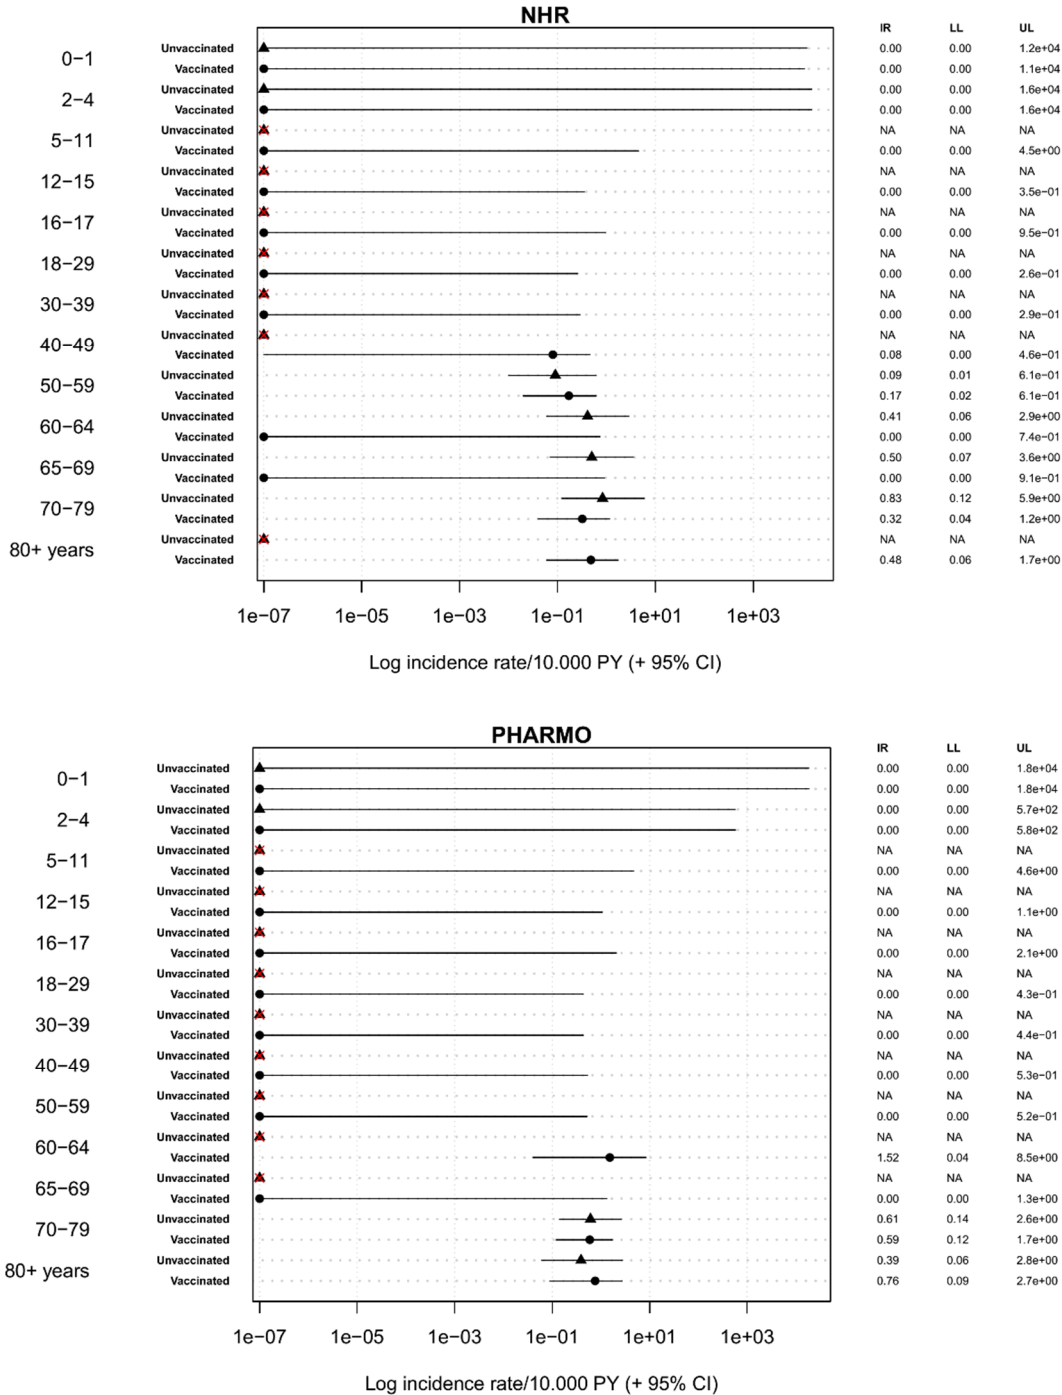 NHR
IR LL UL
0−1
Unvaccinated 0.00 0.00 1.2e+04
Vaccinated 0.00 0.00 1.1e+04
2−4
Unvaccinated 0.00 0.00 1.6e+04
Vaccinated 0.00 0.00 1.6e+04
5−11
Unvaccinated NA NA NA
Vaccinated 0.00 0.00 4.5e+00
12−15
Unvaccinated NA NA NA
Vaccinated 0.00 0.00 3.5e−01
16−17
Unvaccinated NA NA NA
Vaccinated 0.00 0.00 9.5e−01
18−29
Unvaccinated NA NA NA
Vaccinated 0.00 0.00 2.6e−01
30−39
Unvaccinated NA NA NA
Vaccinated 0.00 0.00 2.9e−01
40−49
Unvaccinated NA NA NA
Vaccinated 0.08 0.00 4.6e−01
50−59
Unvaccinated 0.09 0.01 6.1e−01
Vaccinated 0.17 0.02 6.1e−01
60−64
Unvaccinated 0.41 0.06 2.9e+00
Vaccinated 0.00 0.00 7.4e−01
65−69
Unvaccinated 0.50 0.07 3.6e+00
Vaccinated 0.00 0.00 9.1e−01
70−79
Unvaccinated 0.83 0.12 5.9e+00
Vaccinated 0.32 0.04 1.2e+00
80+ years
Unvaccinated NA NA NA
Vaccinated 0.48 0.06 1.7e+00
1e−07 1e−05 1e−03 1e−01 1e+01 1e+03
Log incidence rate/10.000 PY (+ 95% CI)
PHARMO
IR LL UL
0−1
Unvaccinated 0.00 0.00 1.8e+04
Vaccinated 0.00 0.00 1.8e+04
2−4
Unvaccinated 0.00 0.00 5.7e+02
Vaccinated 0.00 0.00 5.8e+02
5−11
Unvaccinated NA NA NA
Vaccinated 0.00 0.00 4.6e+00
12−15
Unvaccinated NA NA NA
Vaccinated 0.00 0.00 1.1e+00
16−17
Unvaccinated NA NA NA
Vaccinated 0.00 0.00 2.1e+00
18−29
Unvaccinated NA NA NA
Vaccinated 0.00 0.00 4.3e−01
30−39
Unvaccinated NA NA NA
Vaccinated 0.00 0.00 4.4e−01
40−49
Unvaccinated NA NA NA
Vaccinated 0.00 0.00 5.3e−01
50−59
Unvaccinated NA NA NA
Vaccinated 0.00 0.00 5.2e−01
60−64
Unvaccinated NA NA NA
Vaccinated 1.52 0.04 8.5e+00
65−69
Unvaccinated NA NA NA
Vaccinated 0.00 0.00 1.3e+00
70−79
Unvaccinated 0.61 0.14 2.6e+00
Vaccinated 0.59 0.12 1.7e+00
80+ years
Unvaccinated 0.39 0.06 2.8e+00
Vaccinated 0.76 0.09 2.7e+00
1e−07 1e−05 1e−03 1e−01 1e+01 1e+03
Log incidence rate/10.000 PY (+ 95% CI)